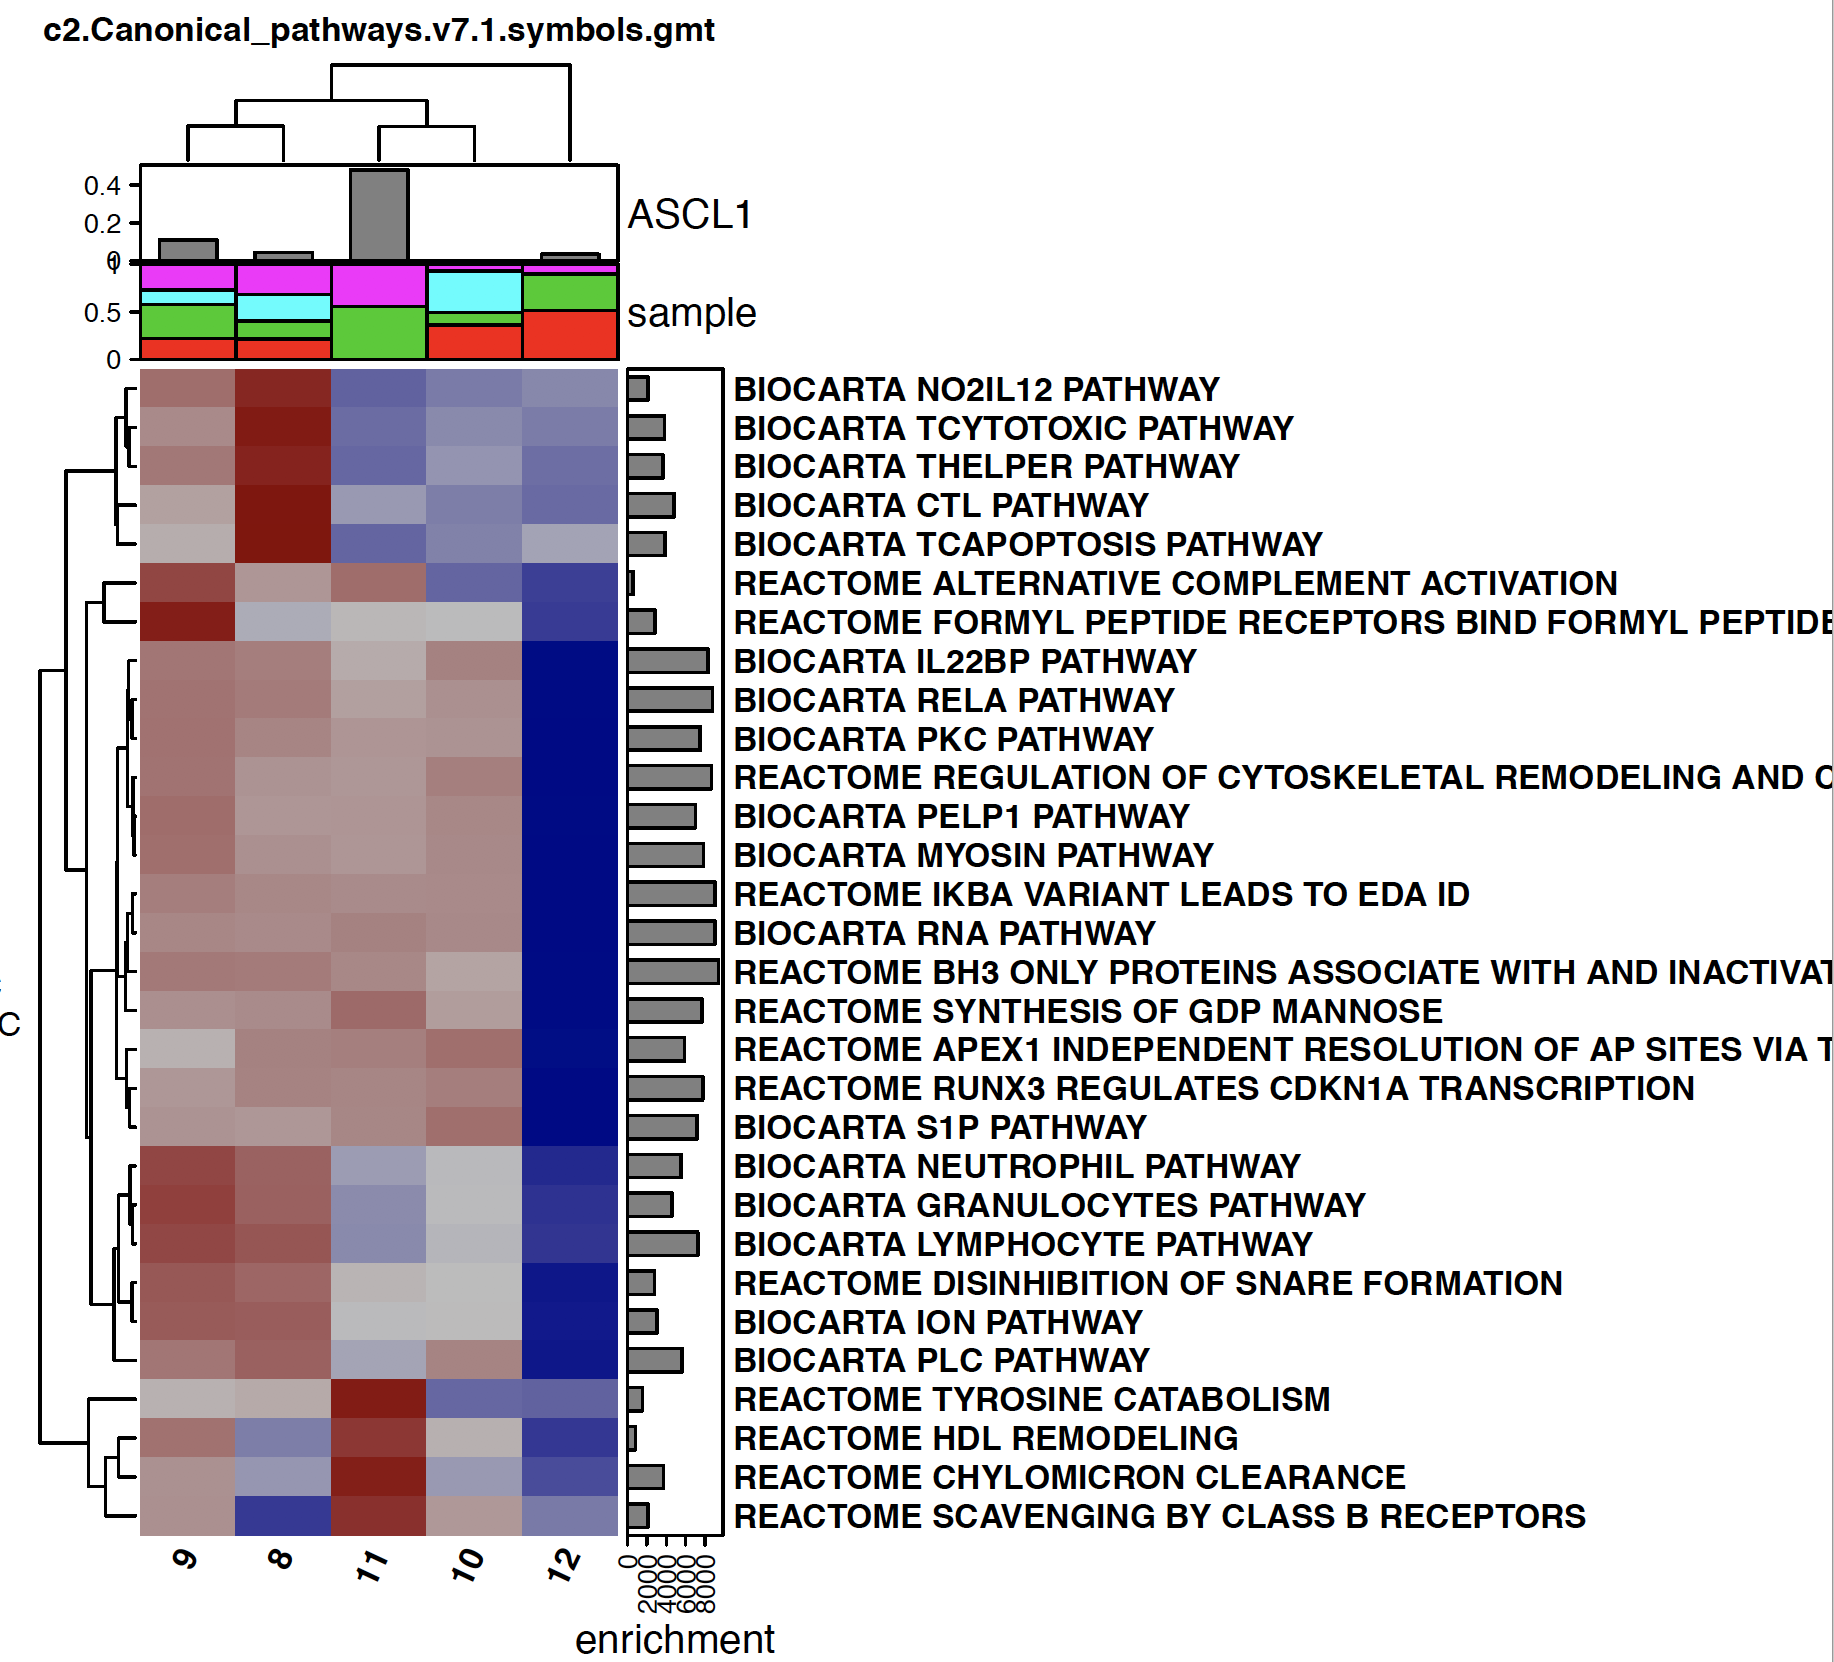 c2.Canonical_pathways.v7.1.symbols.gmt
0.4
0.2
0
ASCL1
1
0.5
0
sample
BIOCARTA NO2IL12 PATHWAY
BIOCARTA TCYTOTOXIC PATHWAY
BIOCARTA THELPER PATHWAY
BIOCARTA CTL PATHWAY
BIOCARTA TCAPOPTOSIS PATHWAY
REACTOME ALTERNATIVE COMPLEMENT ACTIVATION
REACTOME FORMYL PEPTIDE RECEPTORS BIND FORMYL PEPTIDE
BIOCARTA IL22BP PATHWAY
BIOCARTA RELA PATHWAY
BIOCARTA PKC PATHWAY
REACTOME REGULATION OF CYTOSKELETAL REMODELING AND C
BIOCARTA PELP1 PATHWAY
BIOCARTA MYOSIN PATHWAY
REACTOME IKBA VARIANT LEADS TO EDA ID
BIOCARTA RNA PATHWAY
REACTOME BH3 ONLY PROTEINS ASSOCIATE WITH AND INACTIVAT
REACTOME SYNTHESIS OF GDP MANNOSE
C
REACTOME APEX1 INDEPENDENT RESOLUTION OF AP SITES VIA T
REACTOME RUNX3 REGULATES CDKN1A TRANSCRIPTION
BIOCARTA S1P PATHWAY
BIOCARTA NEUTROPHIL PATHWAY
BIOCARTA GRANULOCYTES PATHWAY
BIOCARTA LYMPHOCYTE PATHWAY
REACTOME DISINHIBITION OF SNARE FORMATION
BIOCARTA ION PATHWAY
BIOCARTA PLC PATHWAY
REACTOME TYROSINE CATABOLISM
REACTOME HDL REMODELING
REACTOME CHYLOMICRON CLEARANCE
REACTOME SCAVENGING BY CLASS B RECEPTORS
9 8 11 10 12
0 2000 4000 6000 8000
enrichment